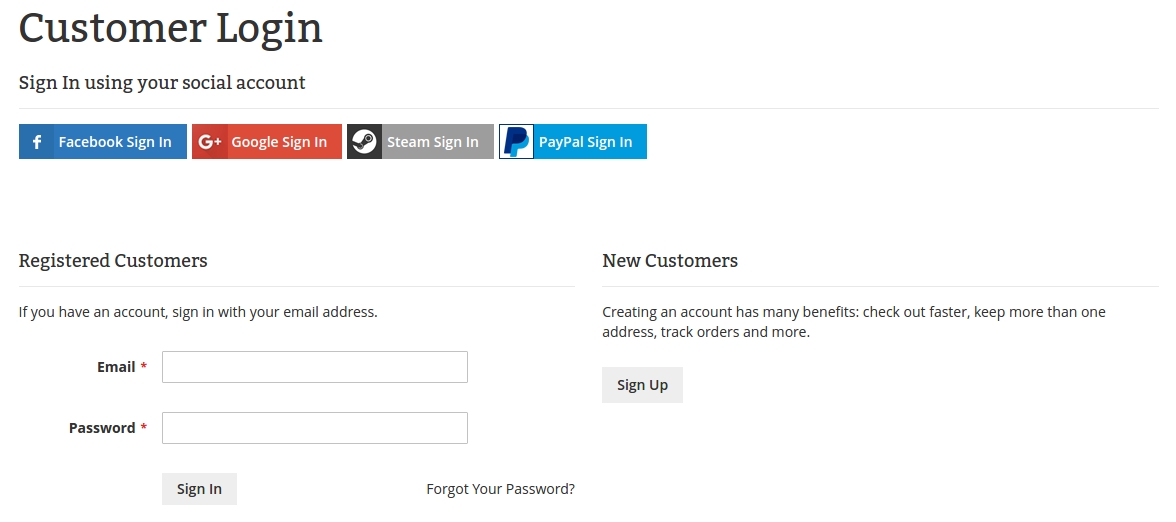 Customer Login
Sign In using your social account
f Facebook Sign In
G+ Google Sign In
Steam Sign In
PayPal Sign In
Registered Customers
If you have an account, sign in with your email address.
Email *
Password *
Sign In
Forgot Your Password?
New Customers
Creating an account has many benefits: check out faster, keep more than one
address, track orders and more.
Sign Up